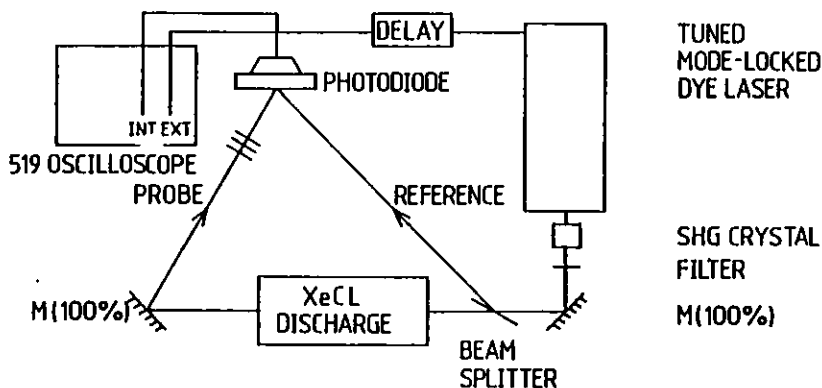 DELAY
TUNED
MODE-LOCKED
DYE LASER
PHOTODIODE
INT EXT
519 OSCILLOSCOPE
PROBE
REFERENCE
SHG CRYSTAL
FILTER
M(100%)
XeCL
DISCHARGE
M(100%)
BEAM
SPLITTER